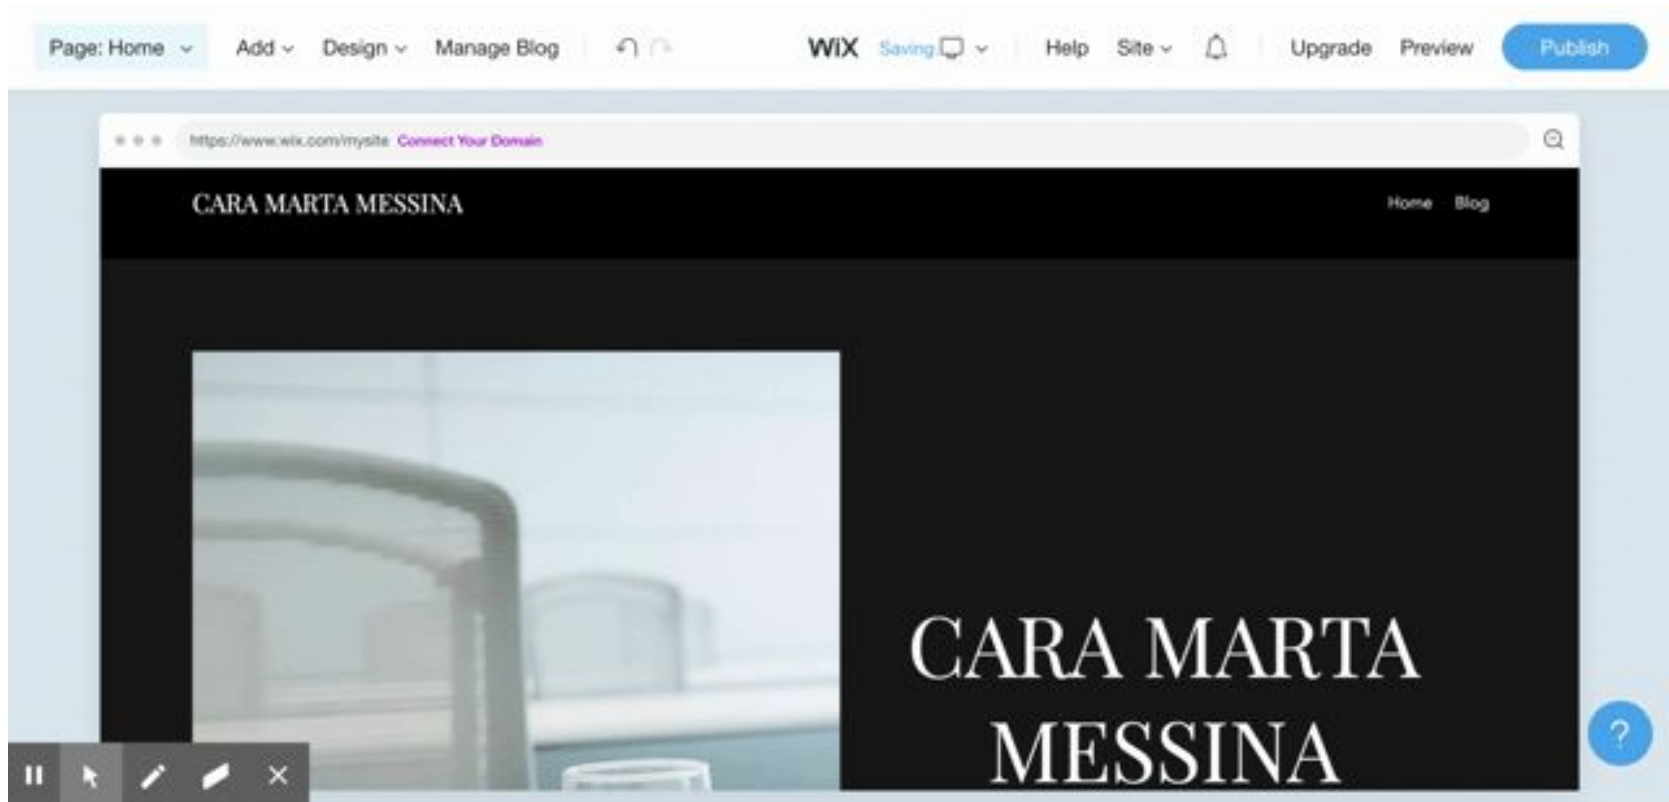 Page: Home Add Design Manage Blog WiX Saving Help Site Upgrade Preview Publish
https://www.wix.com/mysite Connect Your Domain
CARA MARTA MESSINA Home Blog
CARA MARTA
MESSINA
?